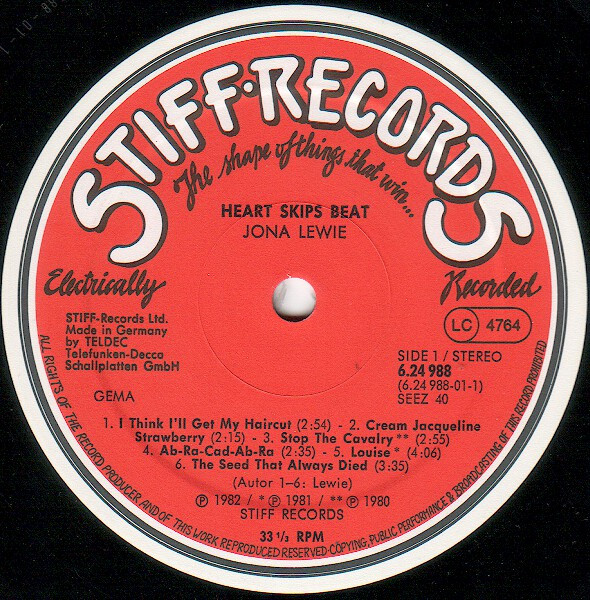 STIFF·RECORDS
The shape of things that win...
HEART SKIPS BEAT
JONA LEWIE
Electrically
Recorded
STIFF-Records Ltd.
Made in Germany
by TELDEC
Telefunken-Decca
Schallplatten GmbH
GEMA
LC 4764
SIDE 1 / STEREO
6.24 988
(6.24 988-01-1)
SEEZ 40
1. I Think I'll Get My Haircut (2:54) - 2. Cream Jacqueline
Strawberry (2:15) - 3. Stop The Cavalry** (2:55)
4. Ab-Ra-Cad-Ab-Ra (2:35) - 5. Louise* (4:06)
6. The Seed That Always Died (3:35)
(Autor 1–6: Lewie)
℗ 1982 / * ℗ 1981 / ** ℗ 1980
STIFF RECORDS
33 1/3 RPM
ALL RIGHTS OF THE RECORD PRODUCER AND OF THIS WORK REPRODUCED RESERVED·COPYING, PUBLIC PERFORMANCE & BROADCASTING OF THIS RECORD PROHIBITED